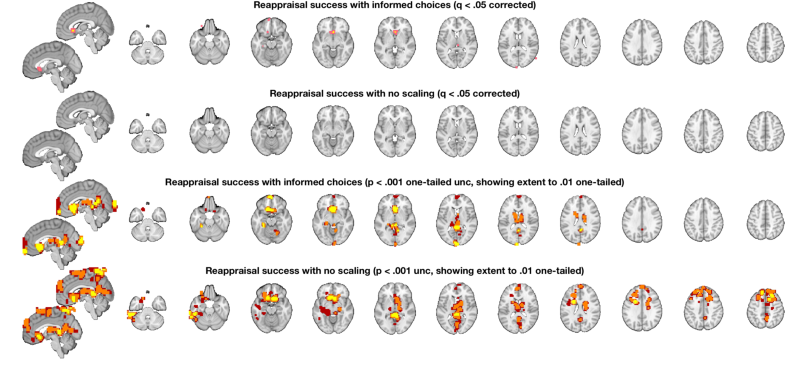 Reappraisal success with informed choices (q < .05 corrected)
Reappraisal success with no scaling (q < .05 corrected)
Reappraisal success with informed choices (p < .001 one-tailed unc, showing extent to .01 one-tailed)
Reappraisal success with no scaling (p < .001 unc, showing extent to .01 one-tailed)